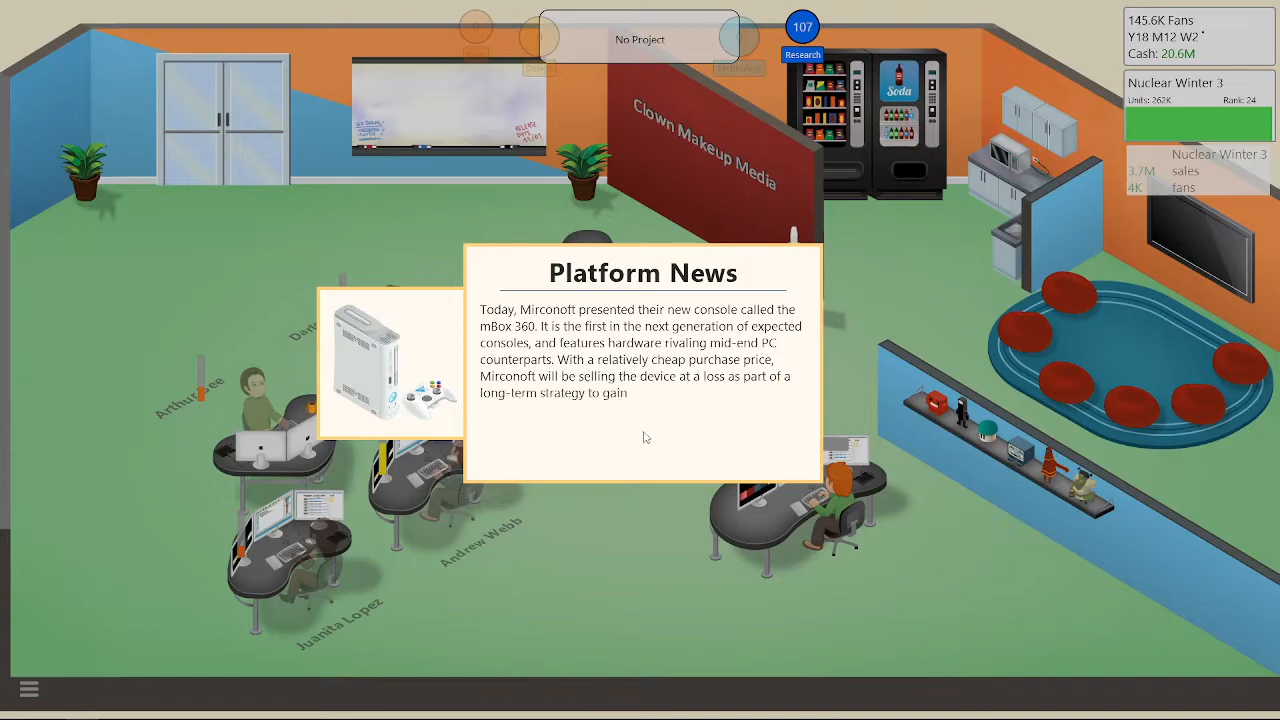 No Project
107
Research
145.6K Fans
Y18 M12 W2
Cash: 20.6M
Nuclear Winter 3
Units: 262K
Rank: 24
Nuclear Winter 3
3.7M sales
4K fans
Clown Makeup Media
Soda
RELEASE
DATE
Platform News
Today, Mirconoft presented their new console called the
mBox 360. It is the first in the next generation of expected
consoles, and features hardware rivaling mid-end PC
counterparts. With a relatively cheap purchase price,
Mirconoft will be selling the device at a loss as part of a
long-term strategy to gain
Andrew Webb
Juanita Lopez